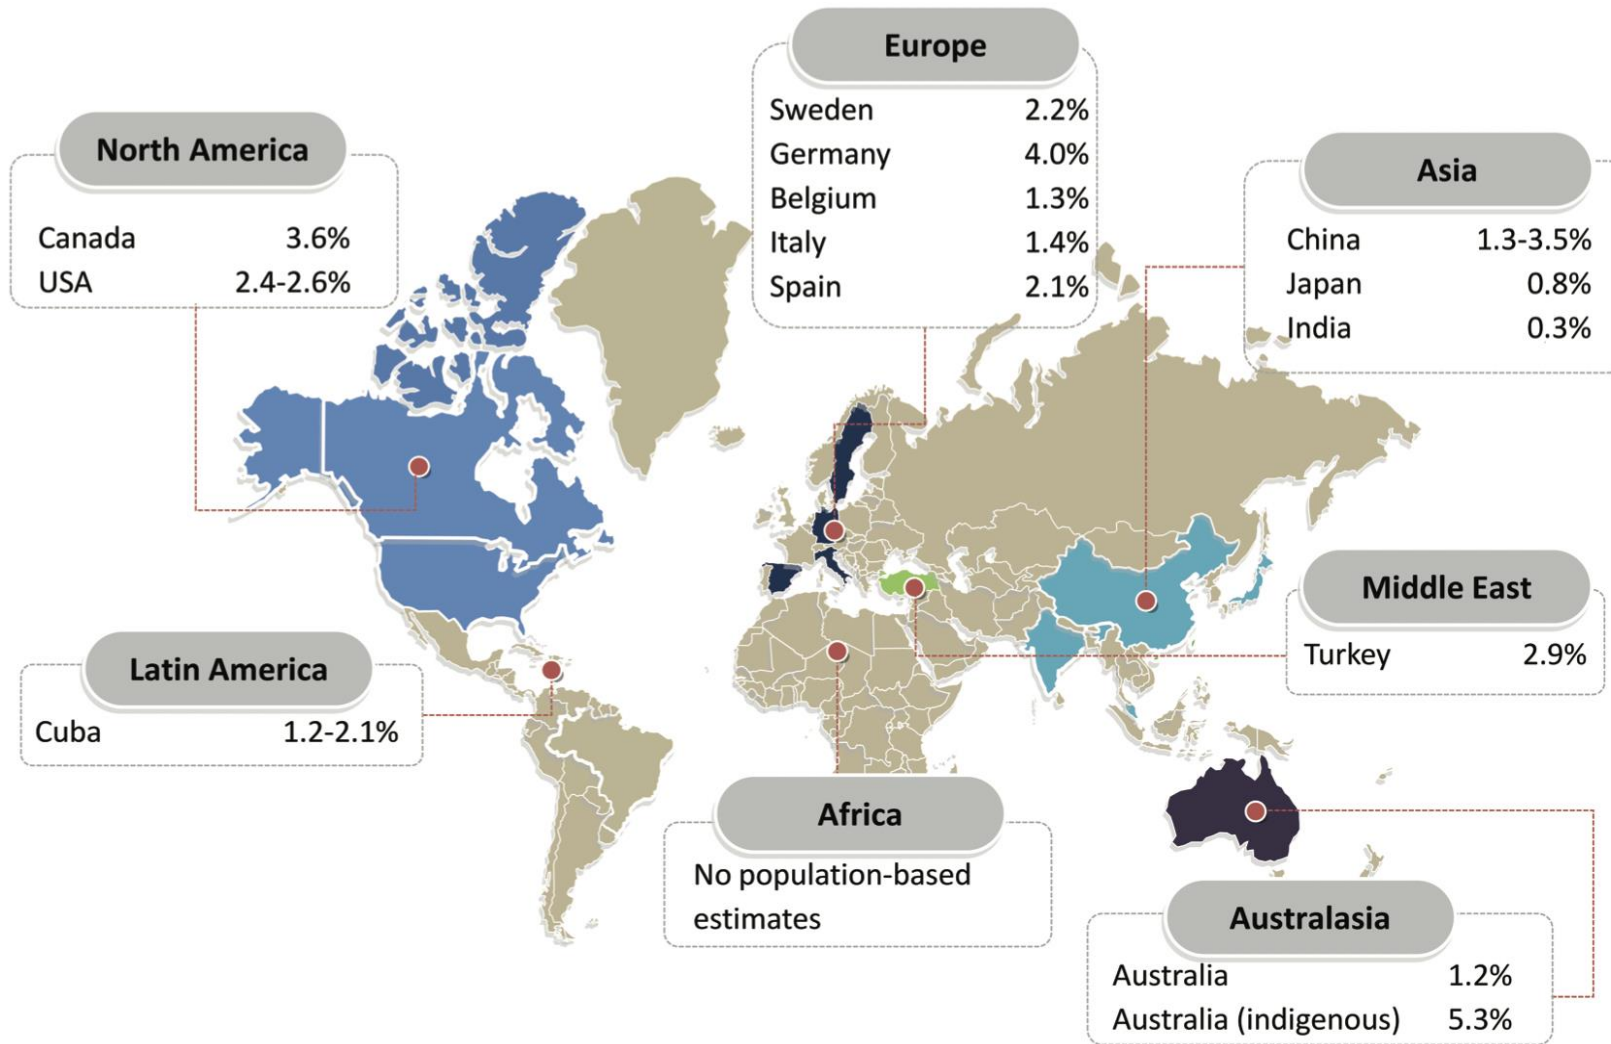 Europe
Sweden 2.2%
Germany 4.0%
Belgium 1.3%
Italy 1.4%
Spain 2.1%
North America
Canada 3.6%
USA 2.4-2.6%
Asia
China 1.3-3.5%
Japan 0.8%
India 0.3%
Middle East
Turkey 2.9%
Latin America
Cuba 1.2-2.1%
Africa
No population-based
estimates
Australasia
Australia 1.2%
Australia (indigenous) 5.3%